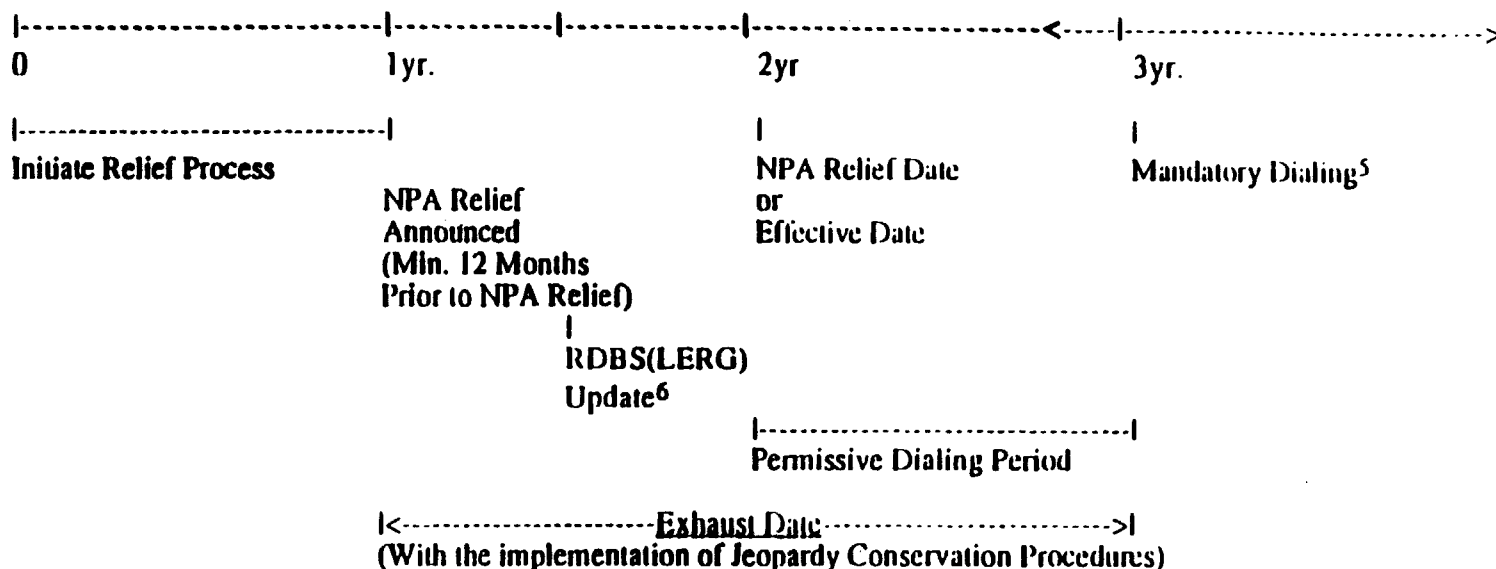 |--------------------------------|---------------|----------------|--------------------------<------|--------------------------------->
0 1yr. 2yr 3yr.
|--------------------------------| | |
Initiate Relief Process NPA Relief Date Mandatory Dialing⁵
NPA Relief or
Announced Effective Date
(Min. 12 Months
Prior to NPA Relief)
|
RDBS(LERG)
Update⁶
|---------------------------------|
Permissive Dialing Period
|<------------------------Exhaust Date-------------------------->|
(With the implementation of Jeopardy Conservation Procedures)